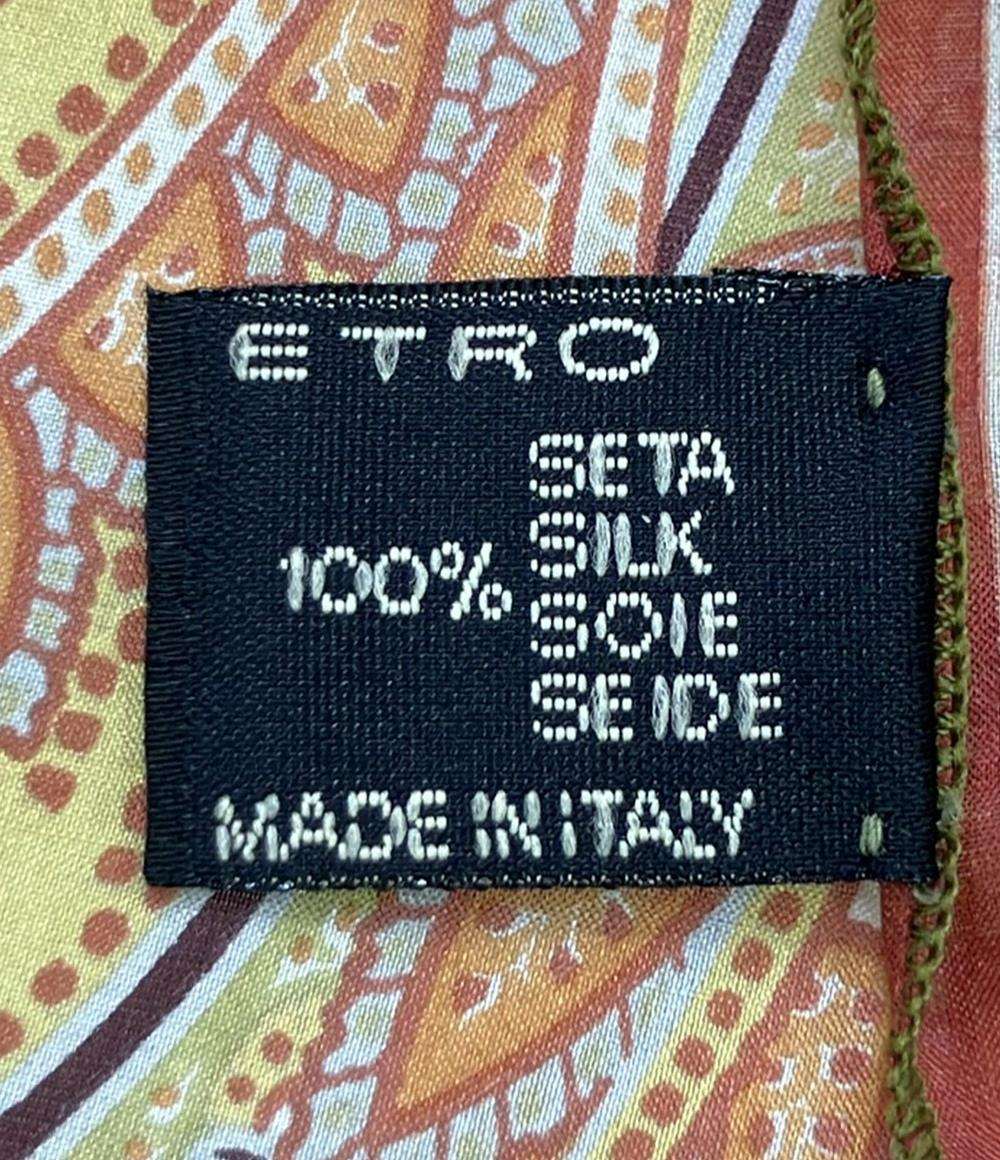 ETRO
SETA
SILK
100%
SOIE
SEIDE
MADE IN ITALY